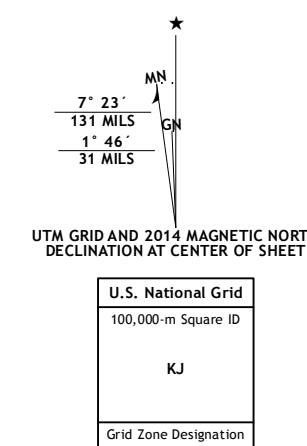 ★
MN
7° 23´
131 MILS
GN
1° 46´
31 MILS
UTM GRID AND 2014 MAGNETIC NORT
DECLINATION AT CENTER OF SHEET
U.S. National Grid
100,000-m Square ID
KJ
Grid Zone Designation